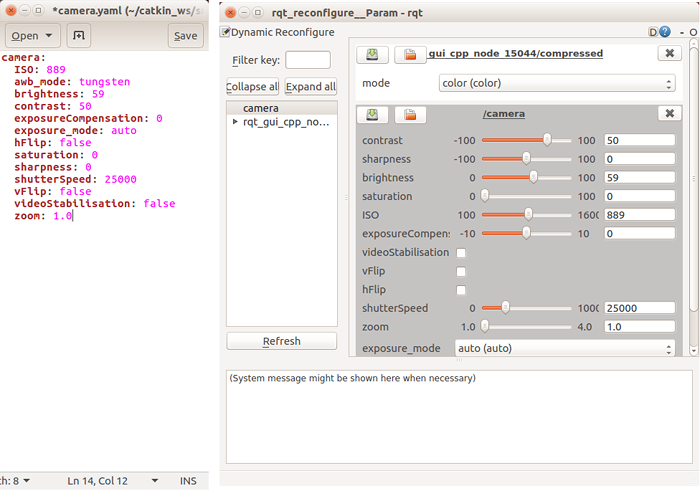 *camera.yaml (~/catkin_ws/s
Open
Save
camera:
ISO: 889
awb_mode: tungsten
brightness: 59
contrast: 50
exposureCompensation: 0
exposure_mode: auto
hFlip: false
saturation: 0
sharpness: 0
shutterSpeed: 25000
vFlip: false
videoStabilisation: false
zoom: 1.0
th: 8
Ln 14, Col 12
INS
rqt_reconfigure__Param - rqt
Dynamic Reconfigure
D ? - O
Filter key:
Collapse all
Expand all
camera
rqt_gui_cpp_no...
Refresh
gui_cpp_node_15044/compressed
mode color (color)
/camera
contrast -100 100 50
sharpness -100 100 0
brightness 0 100 59
saturation 0 100 0
ISO 100 1600 889
exposureCompens -10 10 0
videoStabilisation
vFlip
hFlip
shutterSpeed 0 1000 25000
zoom 1.0 4.0 1.0
exposure_mode auto (auto)
(System message might be shown here when necessary)